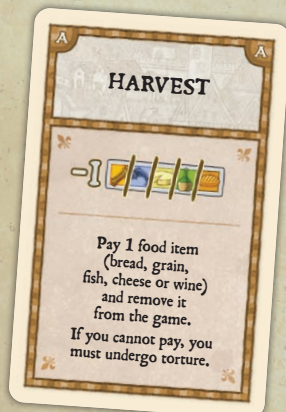 A A
HARVEST
-1
Pay 1 food item
(bread, grain,
fish, cheese or wine)
and remove it
from the game.
If you cannot pay, you
must undergo torture.